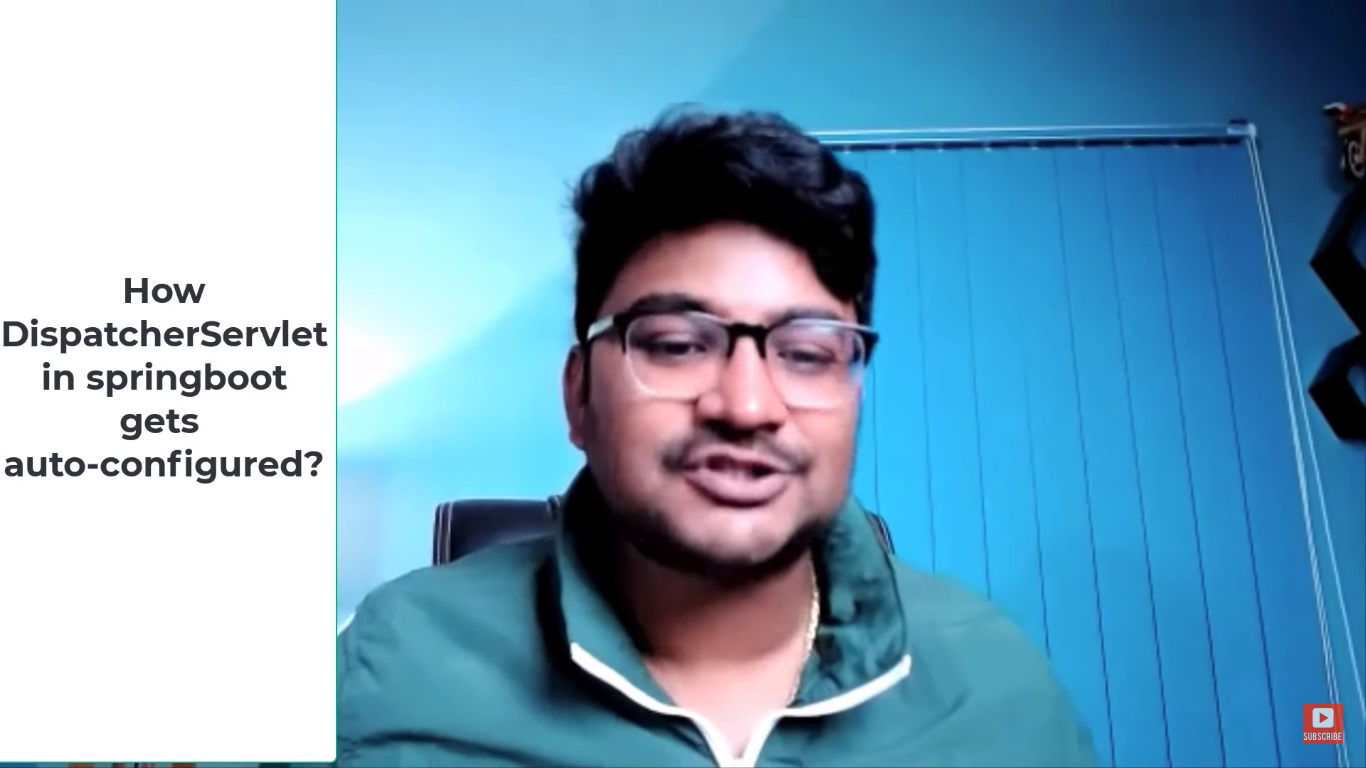 How
DispatcherServlet
in springboot
gets
auto-configured?
SUBSCRIBE